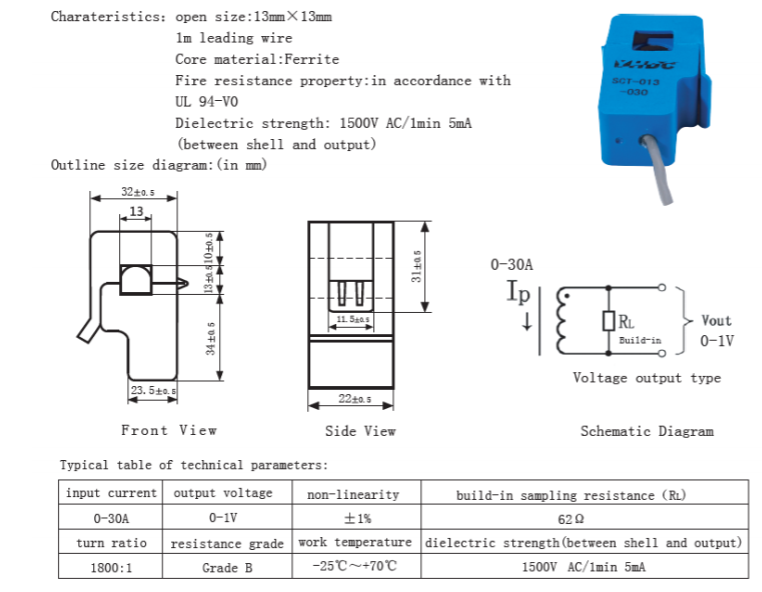 Charateristics: open size:13mm×13mm
1m leading wire
Core material:Ferrite
Fire resistance property:in accordance with
UL 94-V0
Dielectric strength: 1500V AC/1min 5mA
(between shell and output)
Outline size diagram:(in mm)
YHDC
SCT-013
-030
32±0.5
13
10±0.5
13±0.5
34±0.5
23.5±0.5
Front View
31±0.5
11.5±0.5
22±0.5
Side View
0-30A
Ip
RL
Build-in
Vout
0-1V
Voltage output type
Schematic Diagram
Typical table of technical parameters:
input current output voltage non-linearity build-in sampling resistance (RL)
0-30A 0-1V ±1% 62Ω
turn ratio resistance grade work temperature dielectric strength(between shell and output)
1800:1 Grade B -25℃~+70℃ 1500V AC/1min 5mA